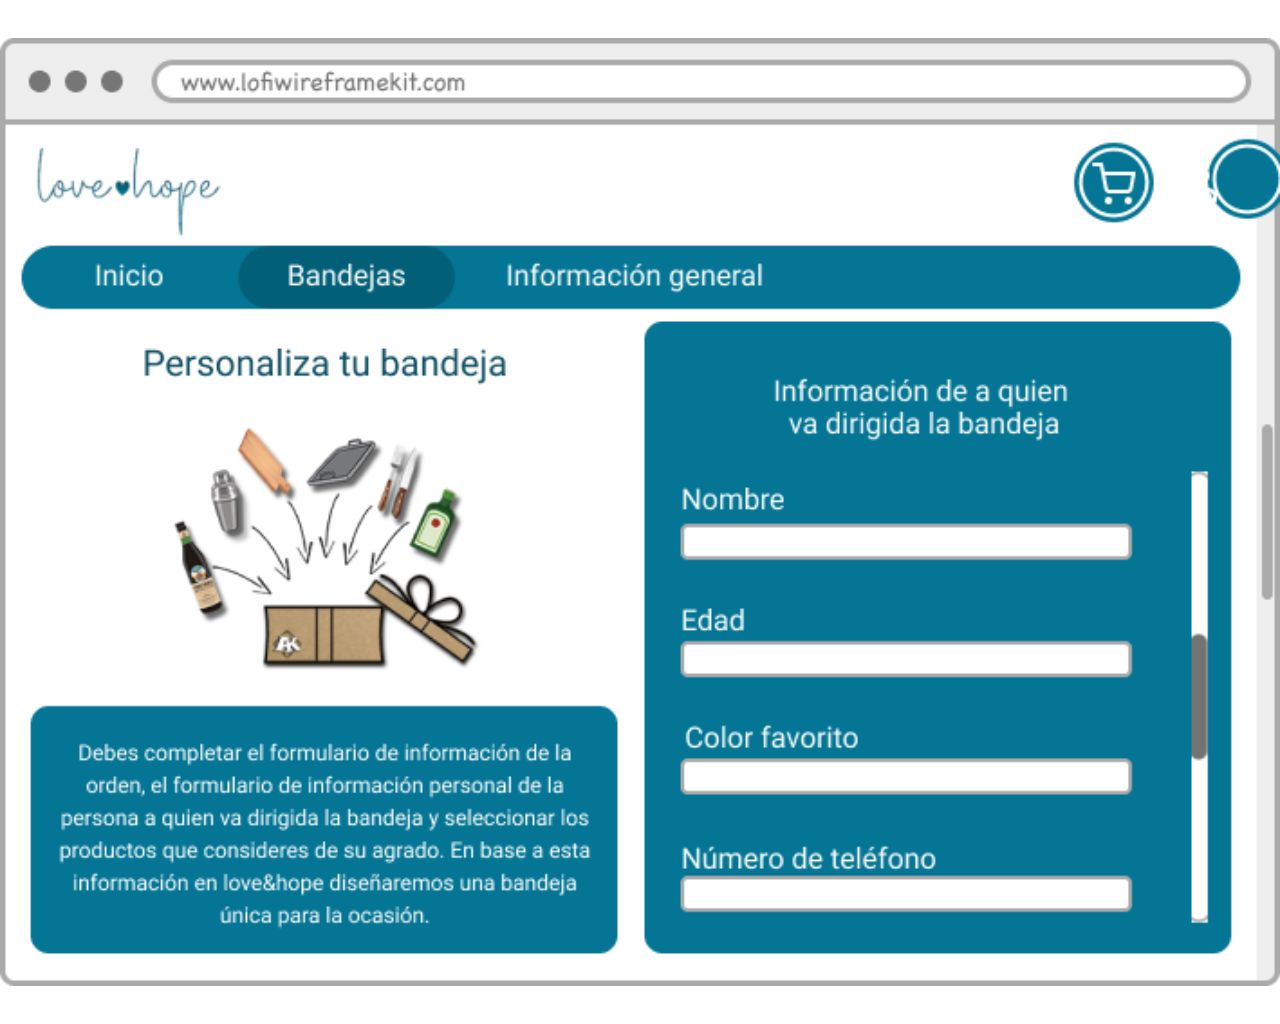 www.lofiwireframekit.com
love hope
Inicio
Bandejas
Información general
Personaliza tu bandeja
AK
Debes completar el formulario de información de la
orden, el formulario de información personal de la
persona a quien va dirigida la bandeja y seleccionar los
productos que consideres de su agrado. En base a esta
información en love&hope diseñaremos una bandeja
única para la ocasión.
Información de a quien
va dirigida la bandeja
Nombre
Edad
Color favorito
Número de teléfono